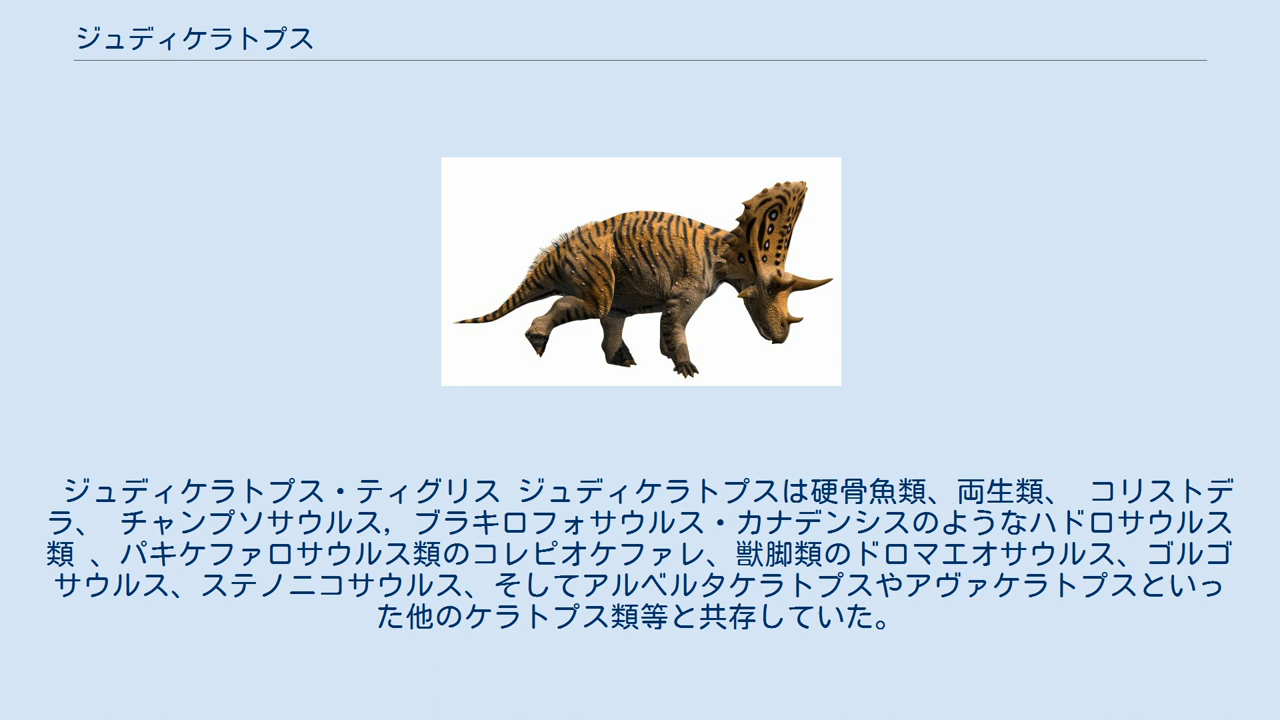 ジュディケラトプス
ジュディケラトプス・ティグリス ジュディケラトプスは硬骨魚類、両生類、 コリストデ
ラ、 チャンプソサウルス, ブラキロフォサウルス・カナデンシスのようなハドロサウルス
類 、パキケファロサウルス類のコレピオケファレ、獣脚類のドロマエオサウルス、ゴルゴ
サウルス、ステノニコサウルス、そしてアルベルタケラトプスやアヴァケラトプスといっ
た他のケラトプス類等と共存していた。